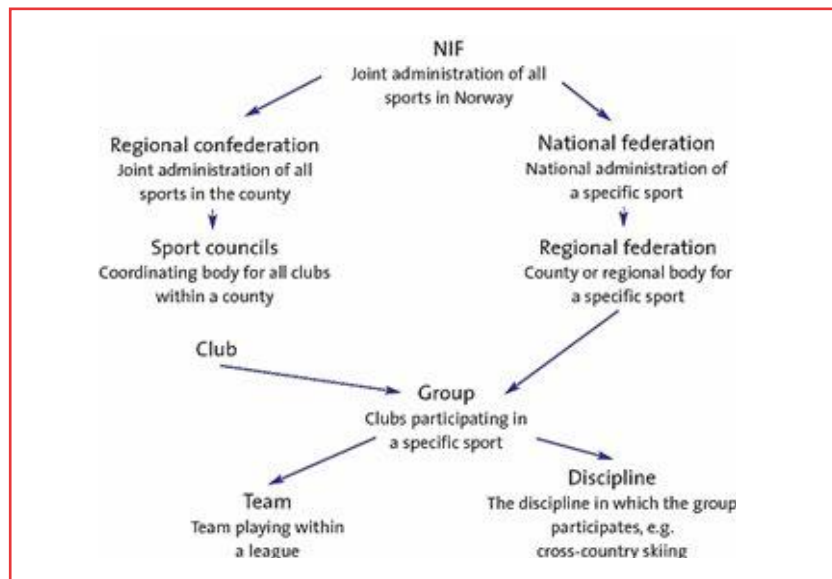 NIF
Joint administration of all
sports in Norway
Regional confederation
Joint administration of all
sports in the county
National federation
National administration of
a specific sport
Sport councils
Coordinating body for all clubs
within a county
Regional federation
County or regional body for
a specific sport
Club
Group
Clubs participating in
a specific sport
Team
Team playing within
a league
Discipline
The discipline in which the group
participates, e.g.
cross-country skiing